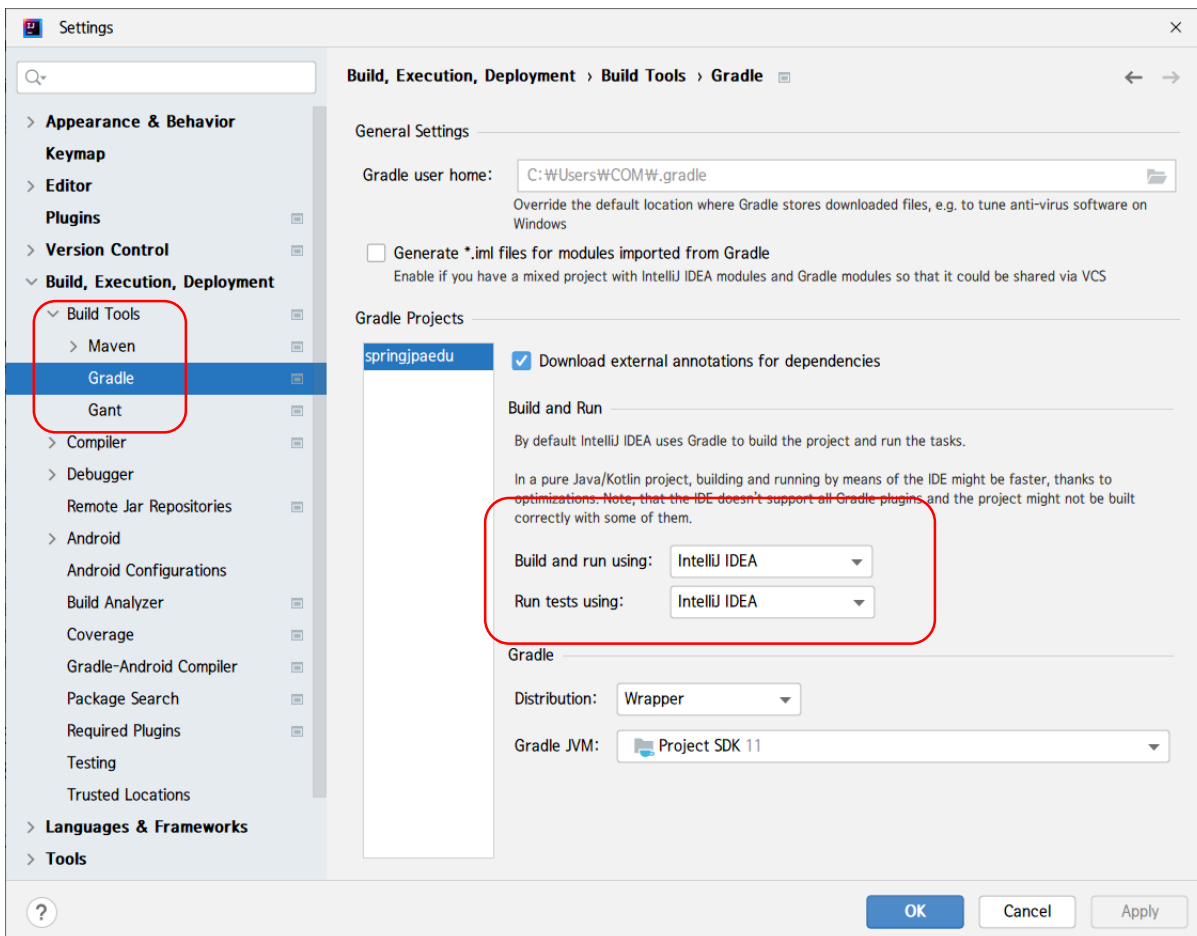 Settings
Appearance & Behavior
Keymap
Editor
Plugins
Version Control
Build, Execution, Deployment
Build Tools
Maven
Gradle
Gant
Compiler
Debugger
Remote Jar Repositories
Android
Android Configurations
Build Analyzer
Coverage
Gradle-Android Compiler
Package Search
Required Plugins
Testing
Trusted Locations
Languages & Frameworks
Tools
Build, Execution, Deployment › Build Tools › Gradle
General Settings
Gradle user home: C:₩Users₩COM₩.gradle
Override the default location where Gradle stores downloaded files, e.g. to tune anti-virus software on
Windows
Generate *.iml files for modules imported from Gradle
Enable if you have a mixed project with IntelliJ IDEA modules and Gradle modules so that it could be shared via VCS
Gradle Projects
springjpaedu
Download external annotations for dependencies
Build and Run
By default IntelliJ IDEA uses Gradle to build the project and run the tasks.
In a pure Java/Kotlin project, building and running by means of the IDE might be faster, thanks to
optimizations. Note, that the IDE doesn't support all Gradle plugins and the project might not be built
correctly with some of them.
Build and run using: IntelliJ IDEA
Run tests using: IntelliJ IDEA
Gradle
Distribution: Wrapper
Gradle JVM: Project SDK 11
?
OK
Cancel
Apply